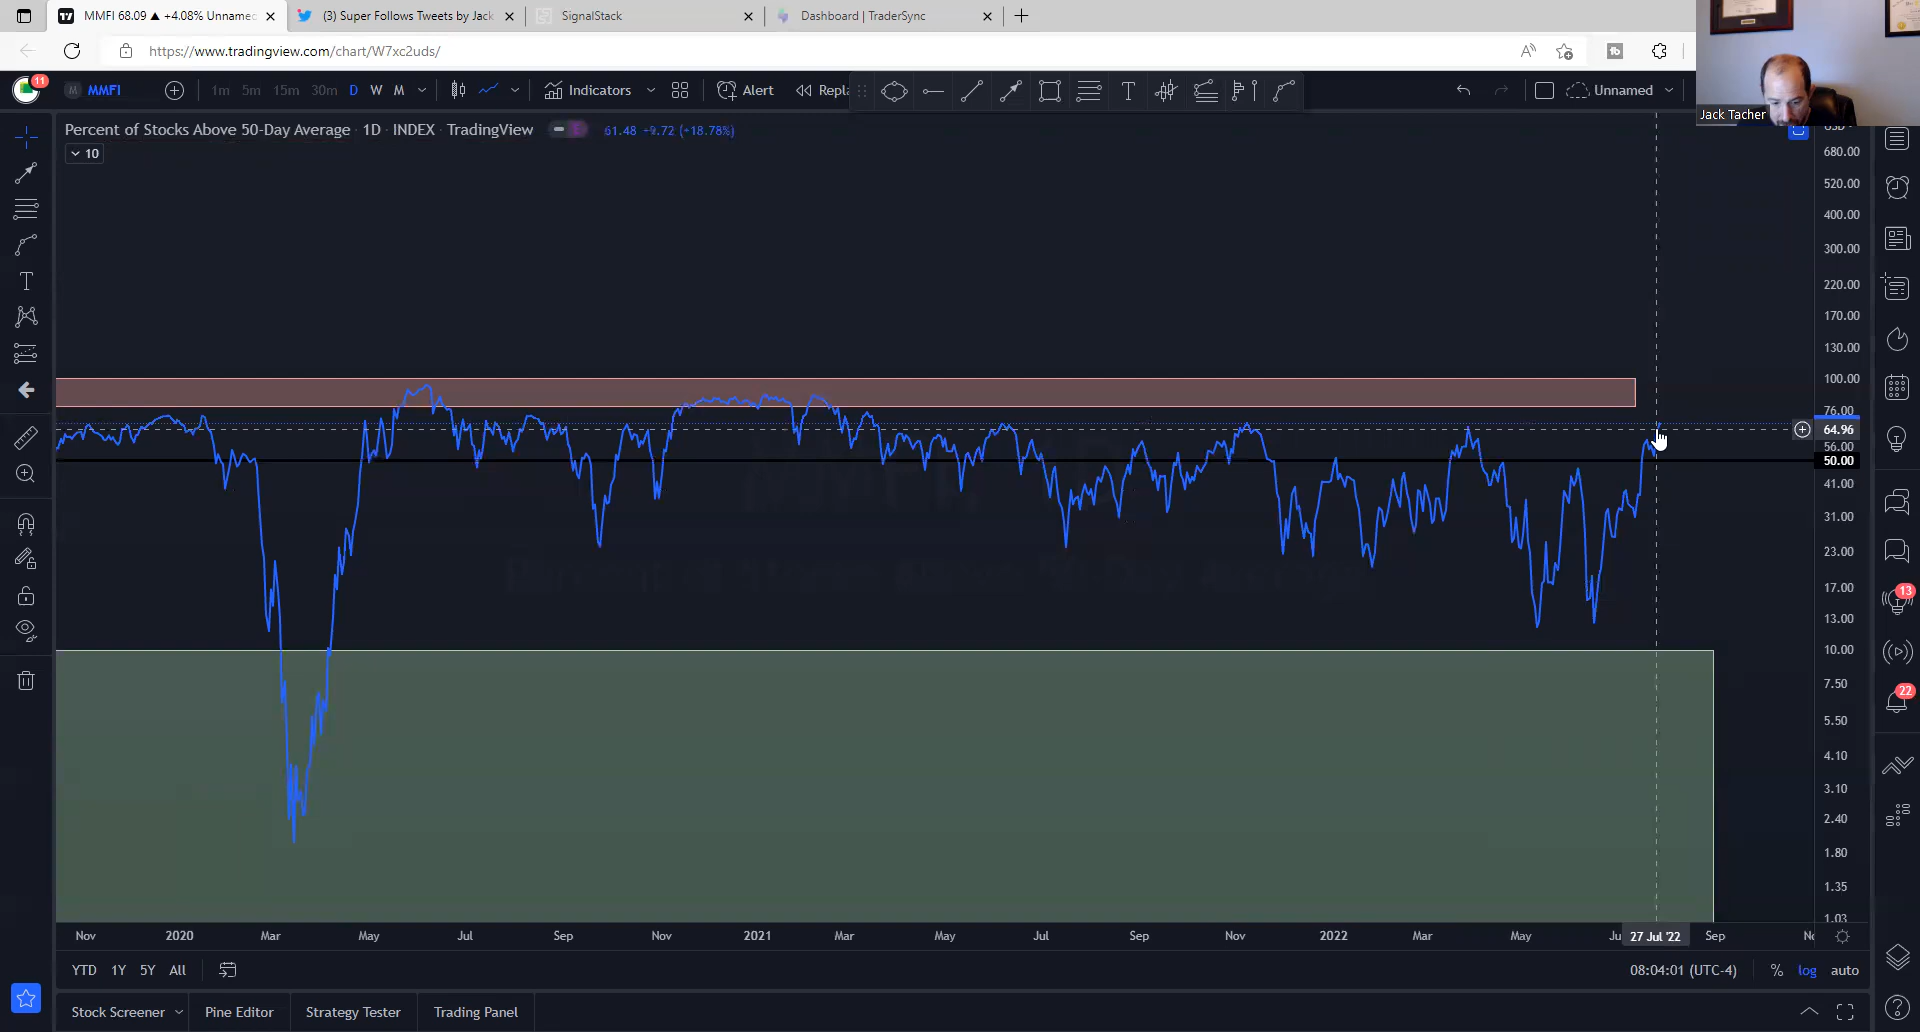 MMFI 68.09 ▲ +4.08% Unnamed
(3) Super Follows Tweets by Jack
SignalStack
Dashboard | TraderSync
https://www.tradingview.com/chart/W7xc2uds/
11
MMFI
1m 5m 15m 30m D W M
Indicators
Alert
Repla
Unnamed
Jack Tacher
Percent of Stocks Above 50-Day Average · 1D · INDEX · TradingView
61.48 +9.72 (+18.78%)
10
680.00
520.00
400.00
300.00
220.00
170.00
130.00
100.00
76.00
64.96
56.00
50.00
41.00
31.00
23.00
17.00
13.00
10.00
7.50
5.50
4.10
3.10
2.40
1.80
1.35
1.03
13
22
Nov 2020 Mar May Jul Sep Nov 2021 Mar May Jul Sep Nov 2022 Mar May Ju 27 Jul '22 Sep
YTD 1Y 5Y All
08:04:01 (UTC-4) % log auto
Stock Screener Pine Editor Strategy Tester Trading Panel